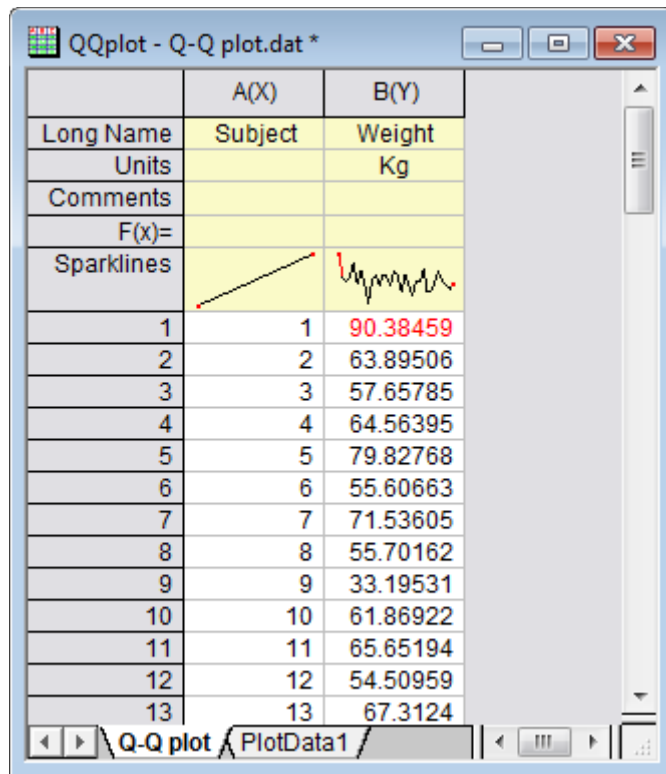 QQplot - Q-Q plot.dat *
A(X) B(Y)
Long Name Subject Weight
Units Kg
Comments
F(x)=
Sparklines
1 1 90.38459
2 2 63.89506
3 3 57.65785
4 4 64.56395
5 5 79.82768
6 6 55.60663
7 7 71.53605
8 8 55.70162
9 9 33.19531
10 10 61.86922
11 11 65.65194
12 12 54.50959
13 13 67.3124
Q-Q plot PlotData1